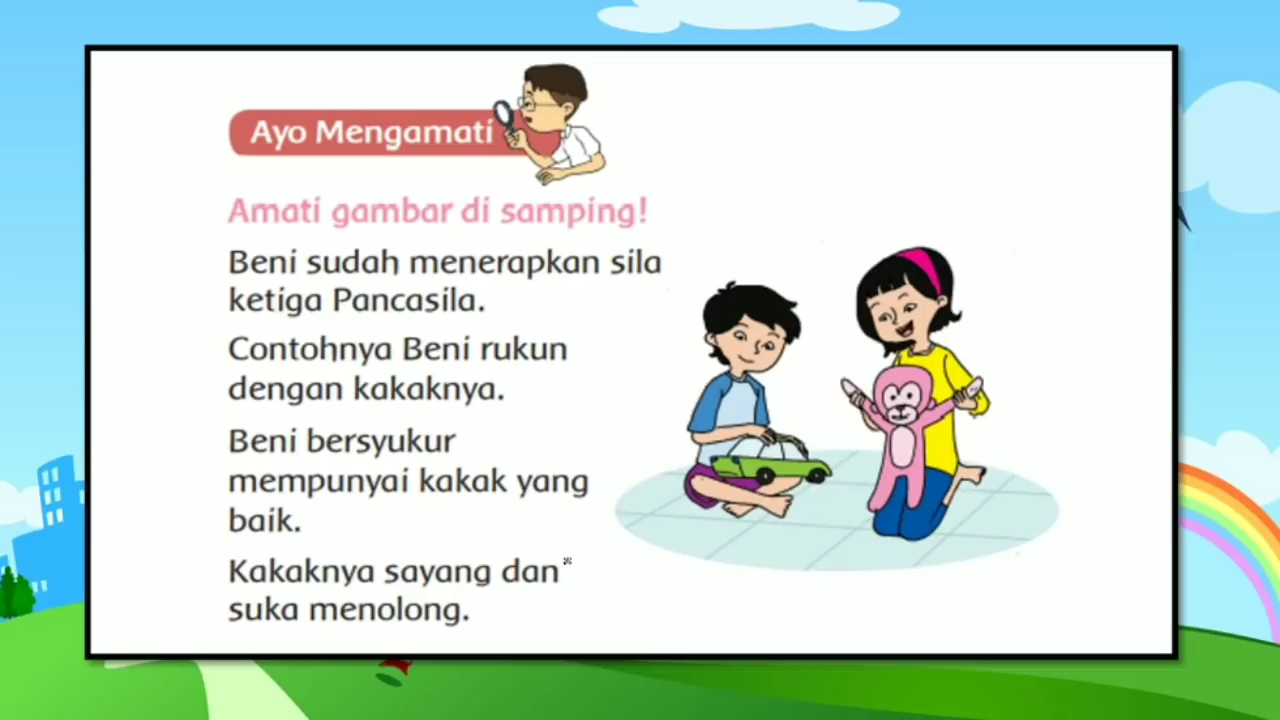 Ayo Mengamati
Amati gambar di samping!
Beni sudah menerapkan sila
ketiga Pancasila.
Contohnya Beni rukun
dengan kakaknya.
Beni bersyukur
mempunyai kakak yang
baik.
Kakaknya sayang dan
suka menolong.